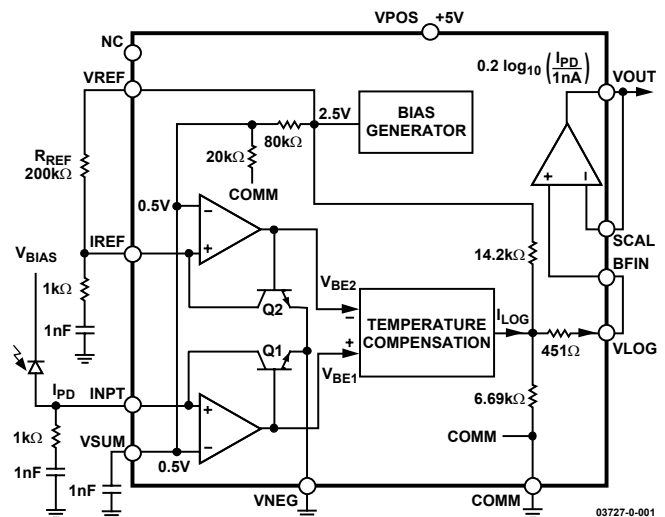 VPOS
+5V
NC
0.2 log10 (IPD/1nA)
VOUT
VREF
2.5V
BIAS
GENERATOR
80kΩ
20kΩ
COMM
RREF
200kΩ
0.5V
−
+
+
−
SCAL
BFIN
IREF
14.2kΩ
VBIAS
1kΩ
VBE2
−
Q2
1nF
TEMPERATURE
COMPENSATION
ILOG
VLOG
451Ω
Q1
+
VBE1
IPD
INPT
+
6.69kΩ
1kΩ
VSUM
−
COMM
0.5V
1nF
1nF
VNEG
COMM
03727-0-001